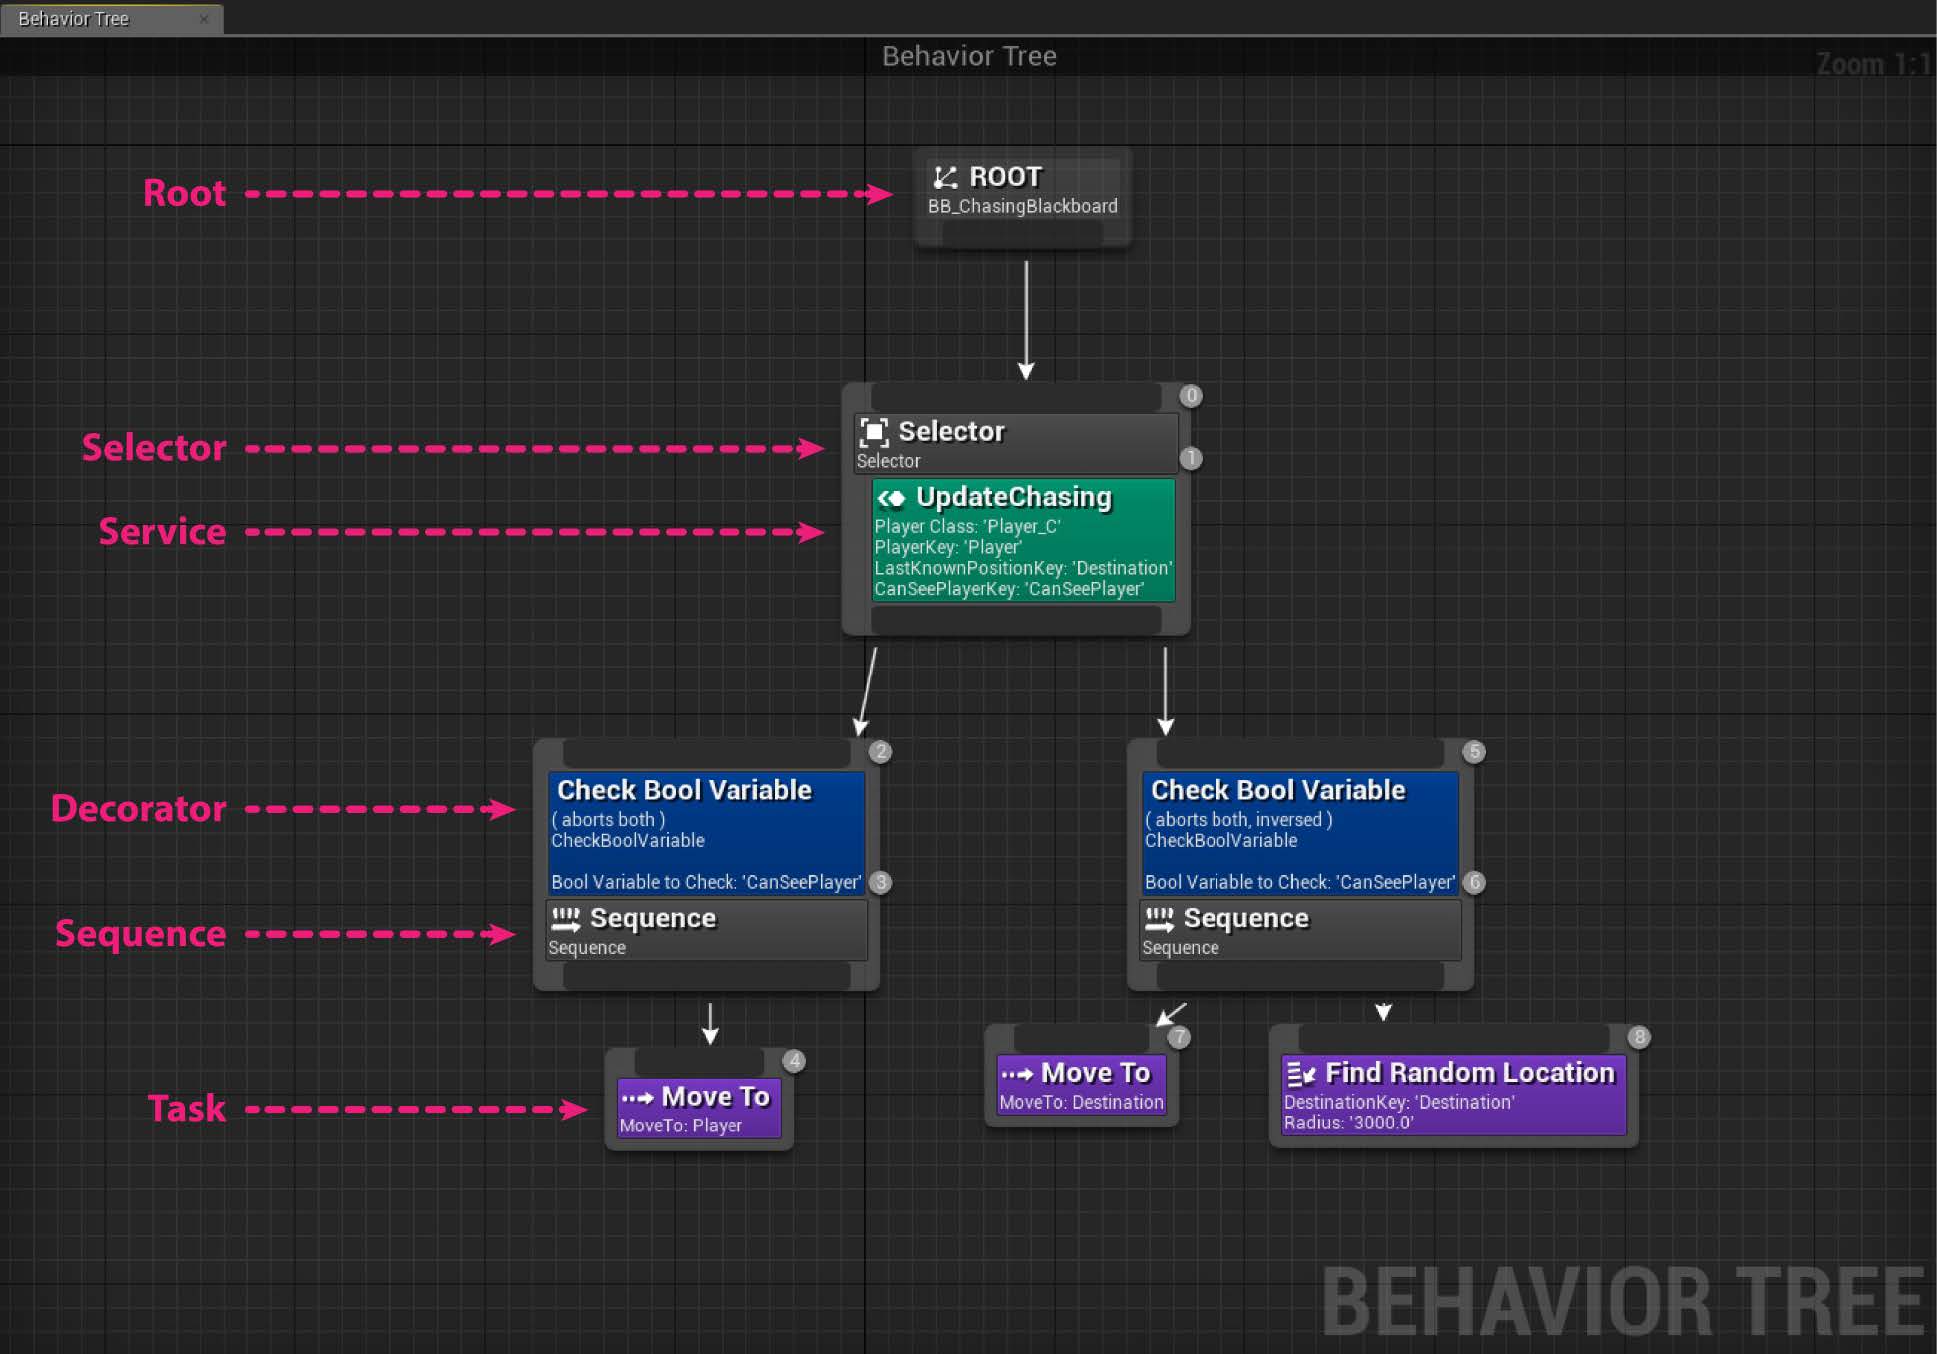 Behavior Tree ×
Behavior Tree
Zoom 1:1
Root
ROOT
BB_ChasingBlackboard
0
Selector
Selector
Selector
1
Service
UpdateChasing
Player Class: 'Player_C'
PlayerKey: 'Player'
LastKnownPositionKey: 'Destination'
CanSeePlayerKey: 'CanSeePlayer'
2
Decorator
Check Bool Variable
( aborts both )
CheckBoolVariable
Bool Variable to Check: 'CanSeePlayer'
3
Sequence
Sequence
Sequence
5
Check Bool Variable
( aborts both, inversed )
CheckBoolVariable
Bool Variable to Check: 'CanSeePlayer'
6
Sequence
Sequence
4
Task
Move To
MoveTo: Player
7
Move To
MoveTo: Destination
8
Find Random Location
DestinationKey: 'Destination'
Radius: '3000.0'
BEHAVIOR TREE